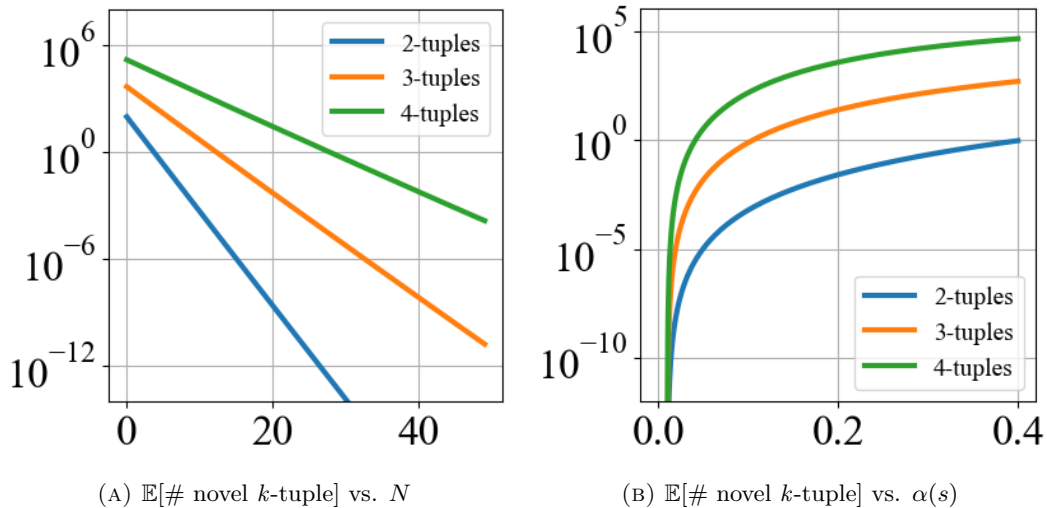 10^6
10^0
10^{-6}
10^{-12}
0 20 40
2-tuples
3-tuples
4-tuples
(A) 𝔼[# novel k-tuple] vs. N
10^5
10^0
10^{-5}
10^{-10}
0.0 0.2 0.4
2-tuples
3-tuples
4-tuples
(B) 𝔼[# novel k-tuple] vs. α(s)